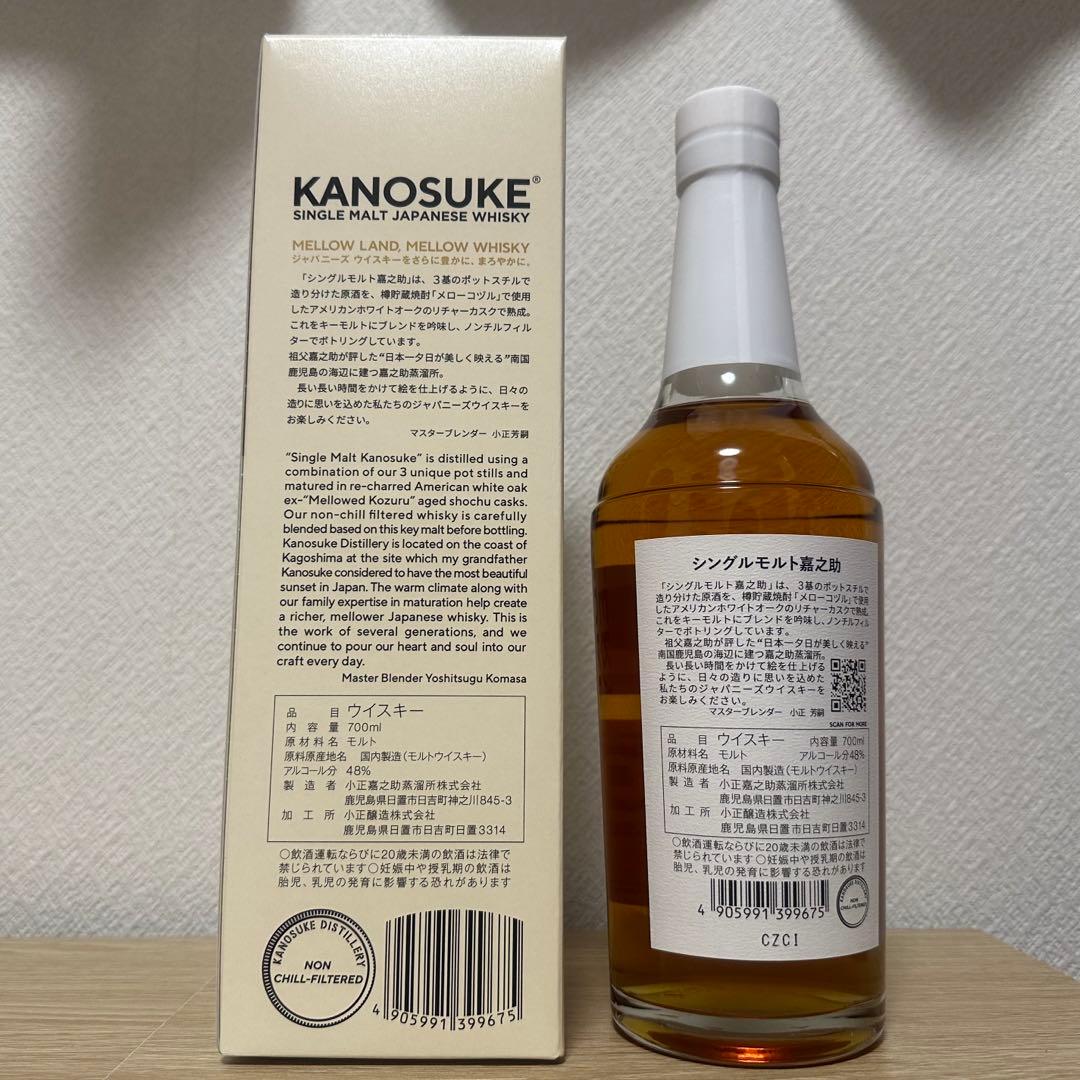 KANOSUKE®
SINGLE MALT JAPANESE WHISKY
MELLOW LAND, MELLOW WHISKY
ジャパニーズ ウイスキーをさらに豊かに、まろやかに。
「シングルモルト嘉之助」は、3基のポットスチルで
造り分けた原酒を、樽貯蔵焼酎「メローコヅル」で使用
したアメリカンホワイトオークのリチャーカスクで熟成。
これをキーモルトにブレンドを吟味し、ノンチルフィル
ターでボトリングしています。
祖父嘉之助が評した“日本一夕日が美しく映える”南国
鹿児島の海辺に建つ嘉之助蒸溜所。
長い長い時間をかけて絵を仕上げるように、日々の
造りに思いを込めた私たちのジャパニーズウイスキーを
お楽しみください。
マスターブレンダー 小正芳嗣
“Single Malt Kanosuke” is distilled using a
combination of our 3 unique pot stills and
matured in re-charred American white oak
ex-“Mellowed Kozuru” aged shochu casks.
Our non-chill filtered whisky is carefully
blended based on this key malt before bottling.
Kanosuke Distillery is located on the coast of
Kagoshima at the site which my grandfather
Kanosuke considered to have the most beautiful
sunset in Japan. The warm climate along with
our family expertise in maturation help create
a richer, mellower Japanese whisky. This is
the work of several generations, and we
continue to pour our heart and soul into our
craft every day.
Master Blender Yoshitsugu Komasa
品目 ウイスキー
内容量 700ml
原材料名 モルト
原料原産地名 国内製造（モルトウイスキー）
アルコール分 48%
製造者 小正嘉之助蒸溜所株式会社
鹿児島県日置市日吉町神之川845-3
加工所 小正醸造株式会社
鹿児島県日置市日吉町日置3314
○飲酒運転ならびに20歳未満の飲酒は法律で
禁じられています○妊娠中や授乳期の飲酒は
胎児、乳児の発育に影響する恐れがあります
KANOSUKE DISTILLERY
NON
CHILL-FILTERED
4 905991 399675
シングルモルト嘉之助
「シングルモルト嘉之助」は、3基のポットスチルで
造り分けた原酒を、樽貯蔵焼酎「メローコヅル」で使用
したアメリカンホワイトオークのリチャーカスクで熟成。
これをキーモルトにブレンドを吟味し、ノンチルフィル
ターでボトリングしています。
祖父嘉之助が評した“日本一夕日が美しく映える”
南国鹿児島の海辺に建つ嘉之助蒸溜所。
長い長い時間をかけて絵を仕上げる
ように、日々の造りに思いを込めた
私たちのジャパニーズウイスキーを
お楽しみください。
マスターブレンダー 小正 芳嗣
SCAN FOR MORE
品目 ウイスキー 内容量 700ml
原材料名 モルト アルコール分48%
原料原産地名 国内製造（モルトウイスキー）
製造者 小正嘉之助蒸溜所株式会社
鹿児島県日置市日吉町神之川845-3
加工所 小正醸造株式会社
鹿児島県日置市日吉町日置3314
○飲酒運転ならびに20歳未満の飲酒は法律で禁じ
られています○妊娠中や授乳期の飲酒は
胎児、乳児の発育に影響する恐れがあります
4 905991 399675
KANOSUKE DISTILLERY
NON
CHILL-FILTERED
CZCI